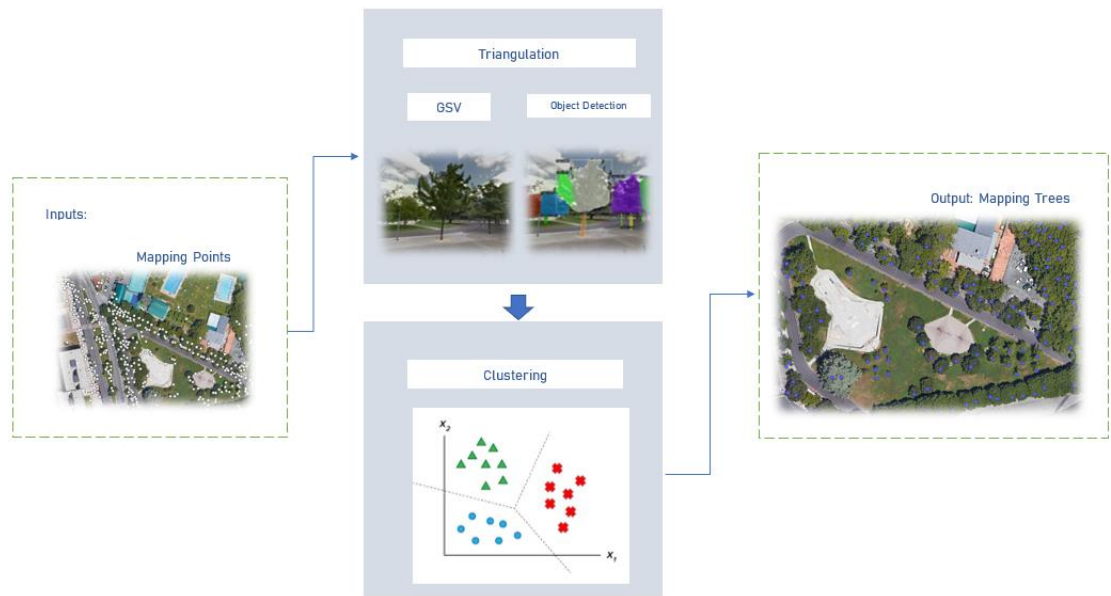 Triangulation
GSV
Object Detection
Inputs:
Mapping Points
Output: Mapping Trees
Clustering
X2
X1